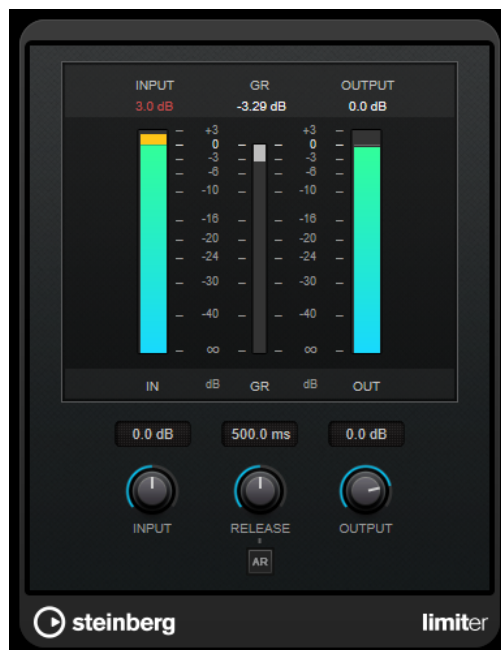 INPUT GR OUTPUT
3.0 dB -3.29 dB 0.0 dB
+3 +3
0 0
-3 -3
-6 -6
-10 -10
-16 -16
-20 -20
-24 -24
-30 -30
-40 -40
∞ ∞
IN dB GR dB OUT
0.0 dB 500.0 ms 0.0 dB
INPUT RELEASE OUTPUT
s
AR
steinberg limiter